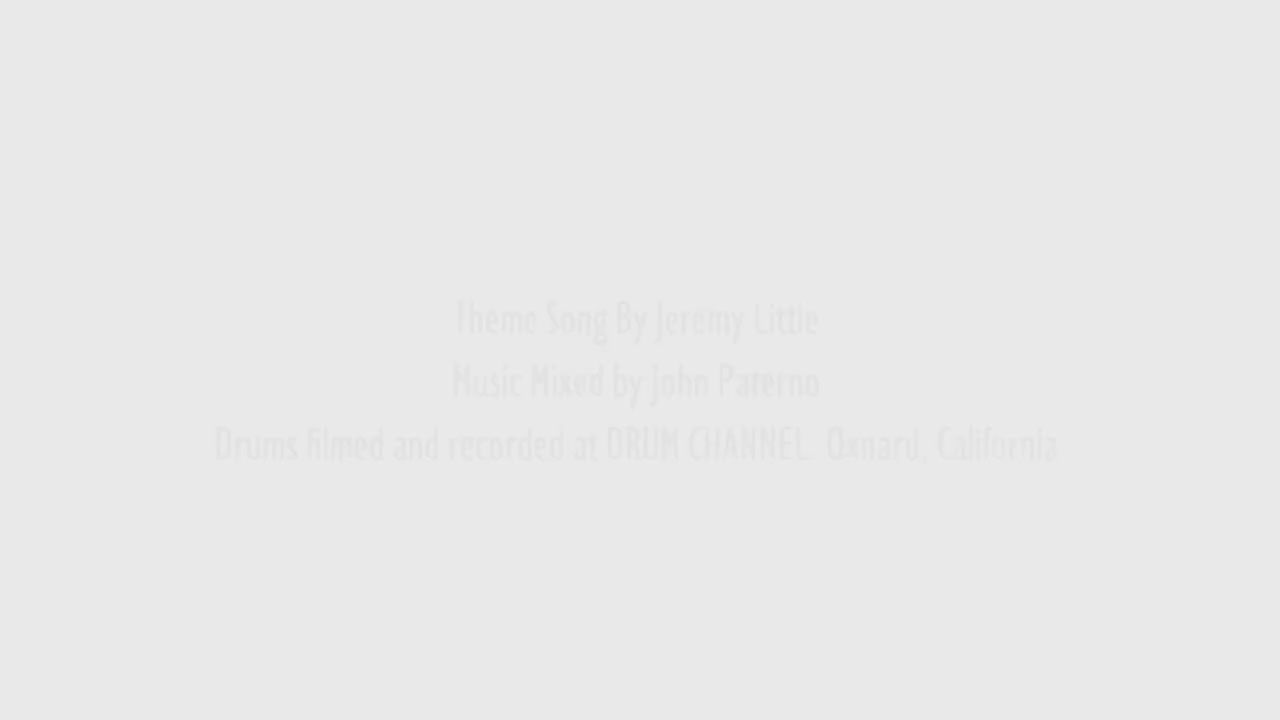 Theme Song By Jeremy Little
Music Mixed by John Paterno
Drums filmed and recorded at DRUM CHANNEL. Oxnard, California